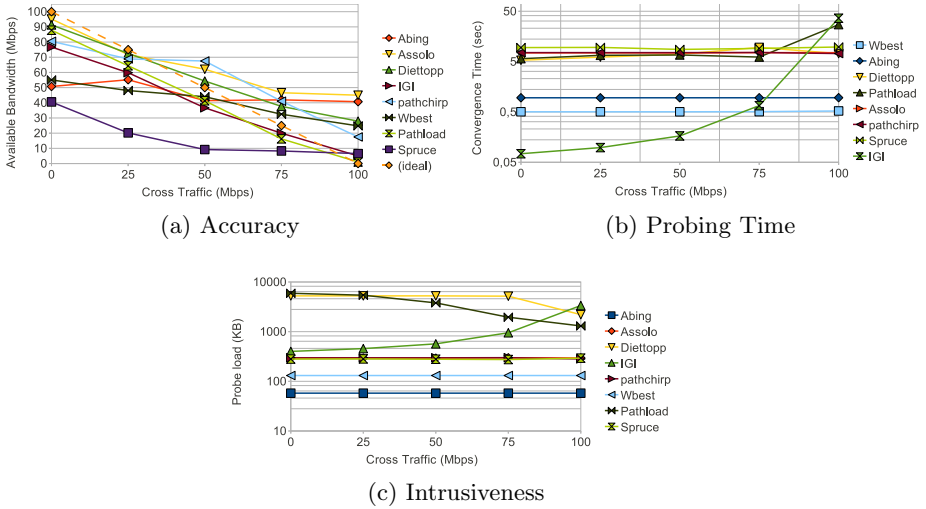 Available Bandwidth (Mbps)
100
90
80
70
60
50
40
30
20
10
0
0 25 50 75 100
Cross Traffic (Mbps)
Abing
Assolo
Diettopp
IGI
pathchirp
Wbest
Pathload
Spruce
(ideal)
(a) Accuracy
Convergence Time (sec)
50
5
0,5
0,05
0 25 50 75 100
Cross Traffic (Mbps)
Wbest
Abing
Diettopp
Pathload
Assolo
pathchirp
Spruce
IGI
(b) Probing Time
Probe load (KB)
10000
1000
100
10
0 25 50 75 100
Cross Traffic (Mbps)
Abing
Assolo
Diettopp
IGI
pathchirp
Wbest
Pathload
Spruce
(c) Intrusiveness